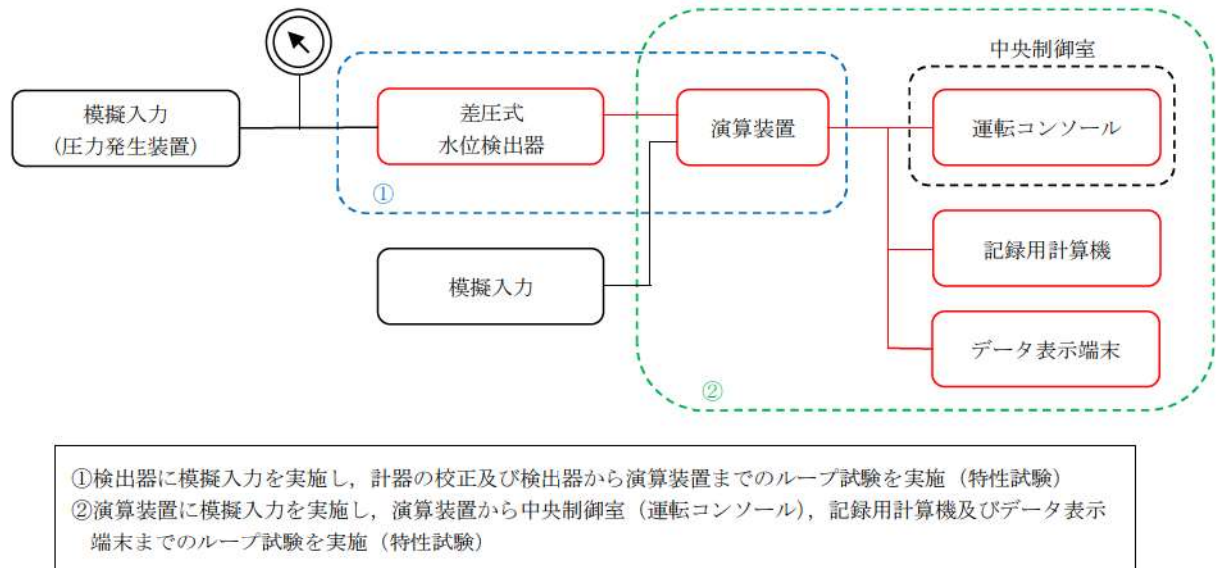 中央制御室
模擬入力
（圧力発生装置）
差圧式
水位検出器
演算装置
運転コンソール
①
模擬入力
記録用計算機
データ表示端末
②
①検出器に模擬入力を実施し，計器の校正及び検出器から演算装置までのループ試験を実施（特性試験）
②演算装置に模擬入力を実施し，演算装置から中央制御室（運転コンソール），記録用計算機及びデータ表示
端末までのループ試験を実施（特性試験）